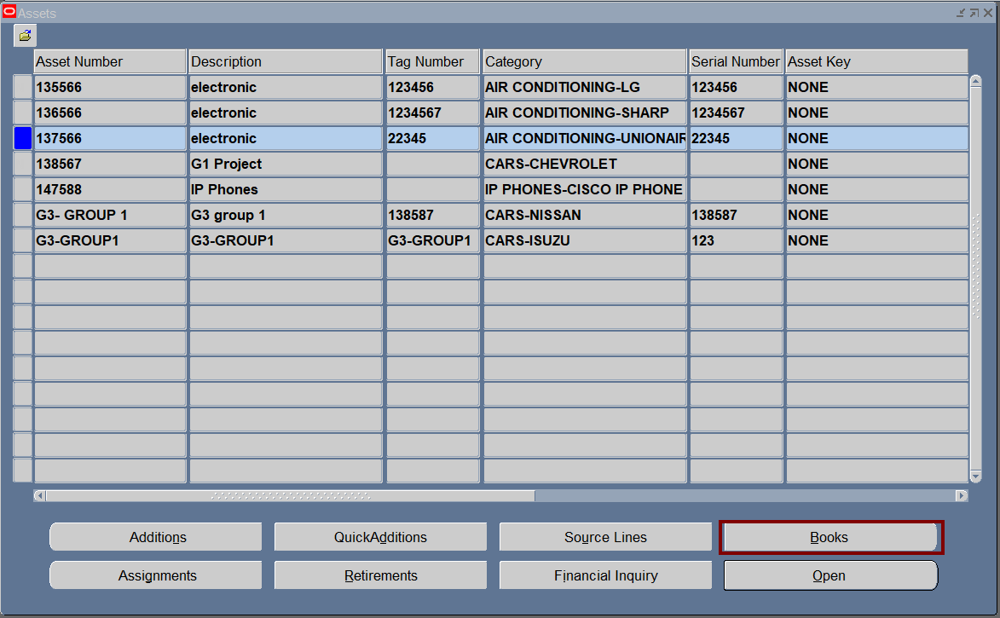 Assets
Asset Number Description Tag Number Category Serial Number Asset Key
135566 electronic 123456 AIR CONDITIONING-LG 123456 NONE
136566 electronic 1234567 AIR CONDITIONING-SHARP 1234567 NONE
137566 electronic 22345 AIR CONDITIONING-UNIONAIR 22345 NONE
138567 G1 Project CARS-CHEVROLET NONE
147588 IP Phones IP PHONES-CISCO IP PHONE NONE
G3- GROUP 1 G3 group 1 138587 CARS-NISSAN 138587 NONE
G3-GROUP1 G3-GROUP1 G3-GROUP1 CARS-ISUZU 123 NONE
Additions QuickAdditions Source Lines Books
Assignments Retirements Financial Inquiry Open